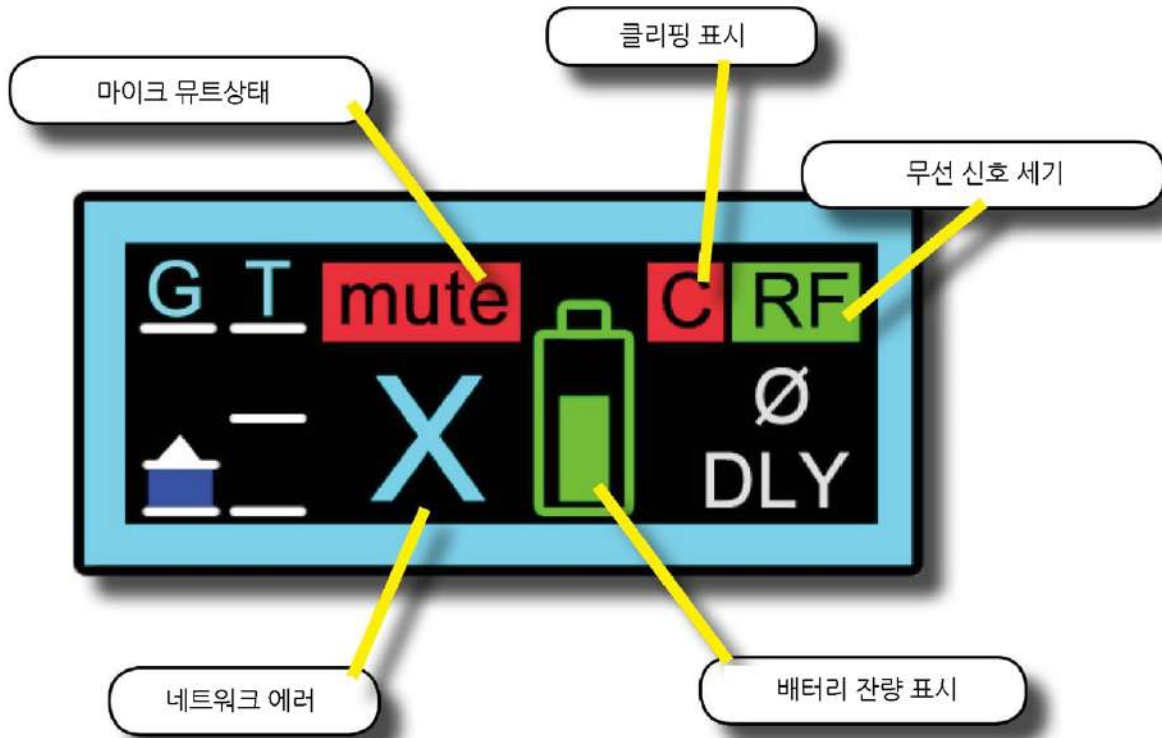 클리핑 표시
마이크 뮤트상태
무선 신호 세기
G T mute C RF
X Ø
DLY
네트워크 에러
배터리 잔량 표시